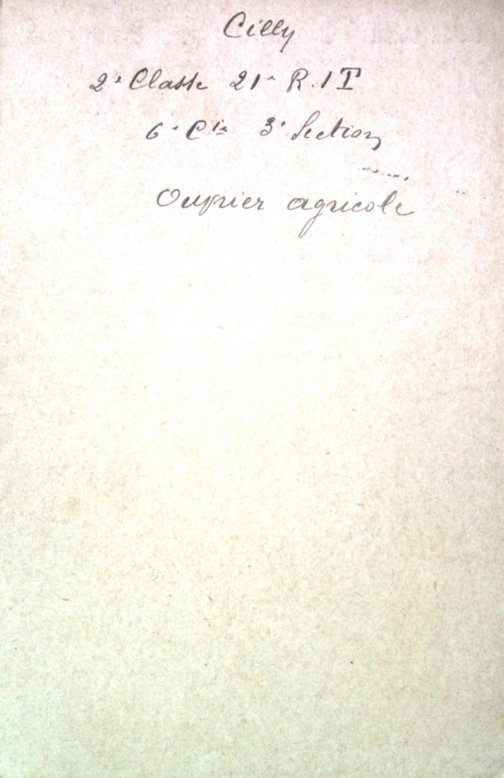 Cilly
2e Classe 21e R.I T
6e Cie 3e Section
Ouvrier agricole